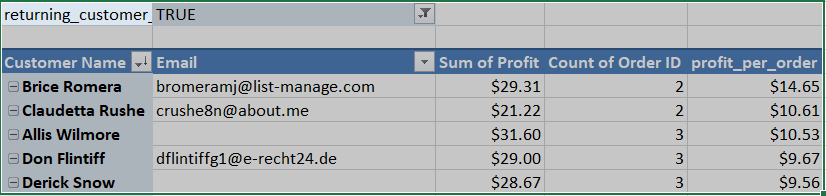 returning_customer_ TRUE
Customer Name Email Sum of Profit Count of Order ID profit_per_order
Brice Romera bromeramj@list-manage.com $29.31 2 $14.65
Claudetta Rushe crushe8n@about.me $21.22 2 $10.61
Allis Wilmore $31.60 3 $10.53
Don Flintiff dflintiffg1@e-recht24.de $29.00 3 $9.67
Derick Snow $28.67 3 $9.56